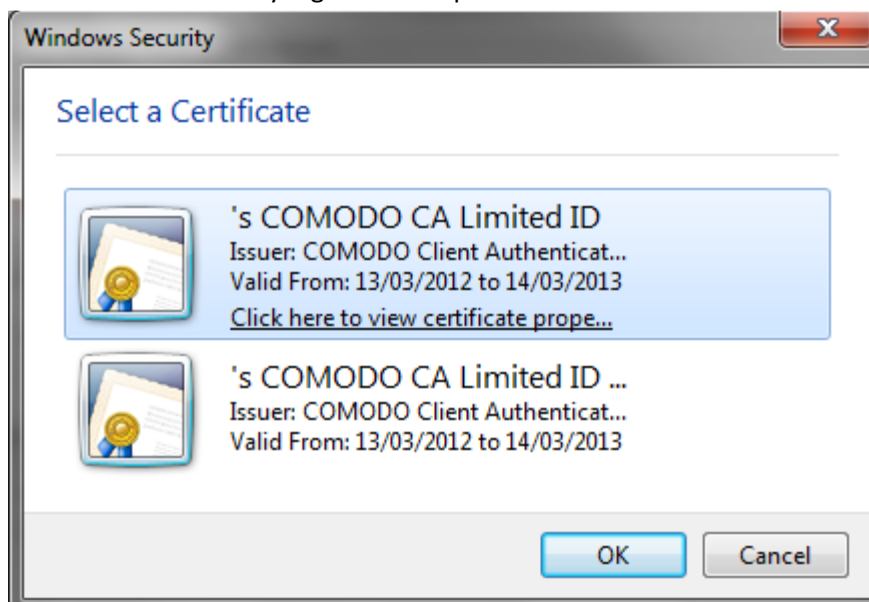 Windows Security
Select a Certificate
's COMODO CA Limited ID
Issuer: COMODO Client Authenticat...
Valid From: 13/03/2012 to 14/03/2013
Click here to view certificate prope...
's COMODO CA Limited ID ...
Issuer: COMODO Client Authenticat...
Valid From: 13/03/2012 to 14/03/2013
OK Cancel